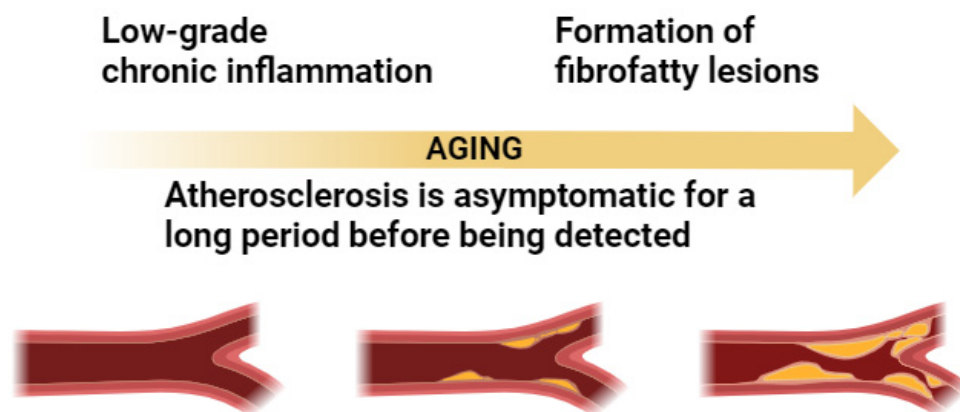 Low-grade
chronic inflammation
Formation of
fibrofatty lesions
AGING
Atherosclerosis is asymptomatic for a
long period before being detected